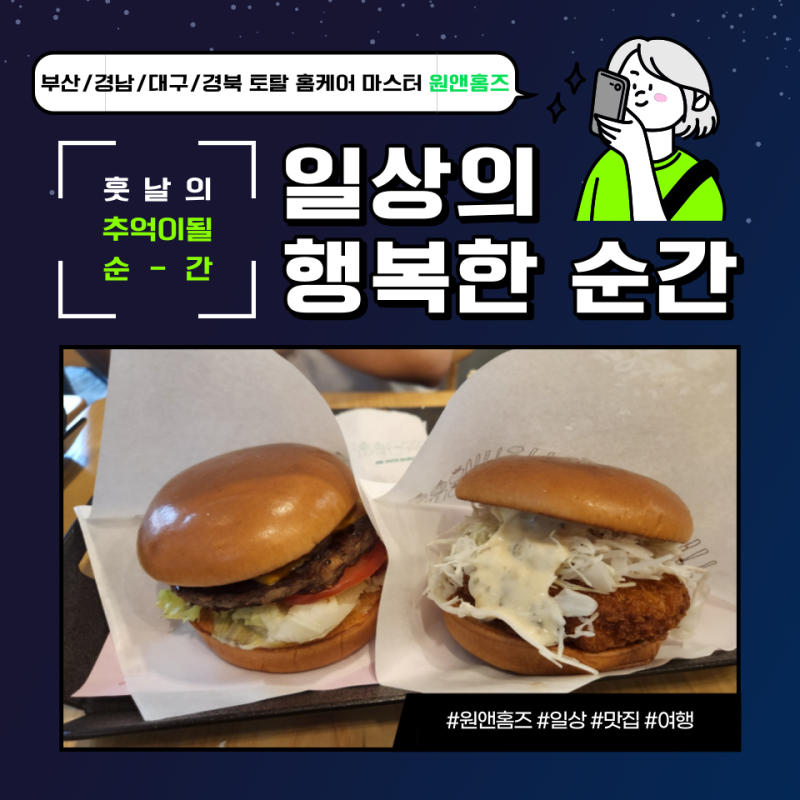 부산/경남/대구/경북 토탈 홈케어 마스터 원앤홈즈
훗날의
추억이될
순-간
일상의
행복한 순간
#원앤홈즈 #일상 #맛집 #여행